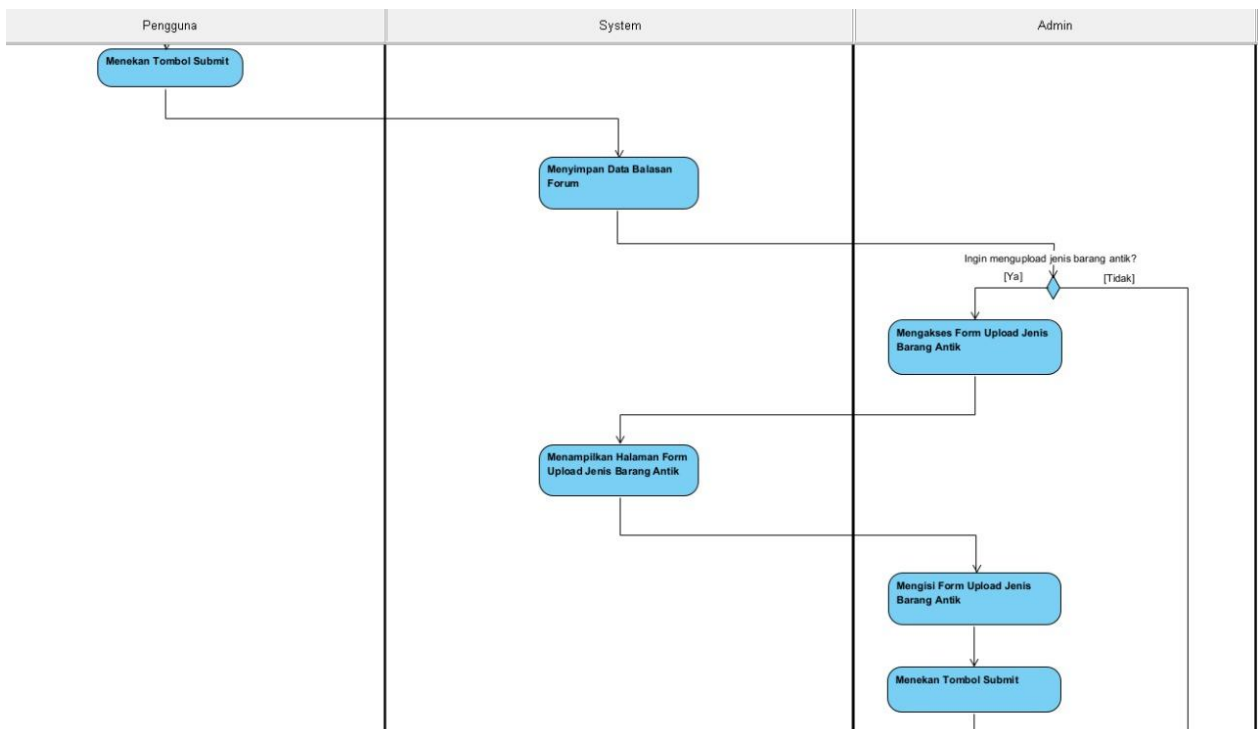 Pengguna
System
Admin
Menekan Tombol Submit
Menyimpan Data Balasan
Forum
Ingin mengupload jenis barang antik?
[Ya]
[Tidak]
Mengakses Form Upload Jenis
Barang Antik
Menampilkan Halaman Form
Upload Jenis Barang Antik
Mengisi Form Upload Jenis
Barang Antik
Menekan Tombol Submit